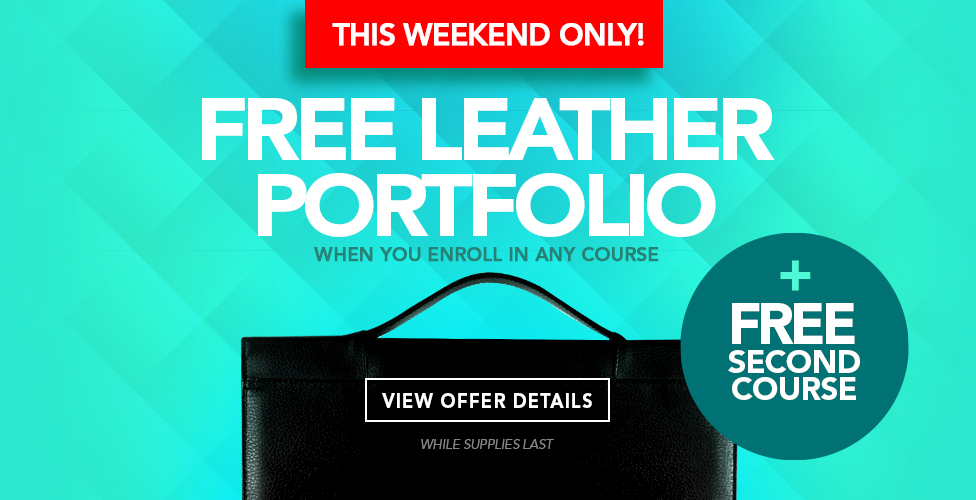 THIS WEEKEND ONLY!
FREE LEATHER
PORTFOLIO
WHEN YOU ENROLL IN ANY COURSE
+
FREE
SECOND
COURSE
VIEW OFFER DETAILS
WHILE SUPPLIES LAST